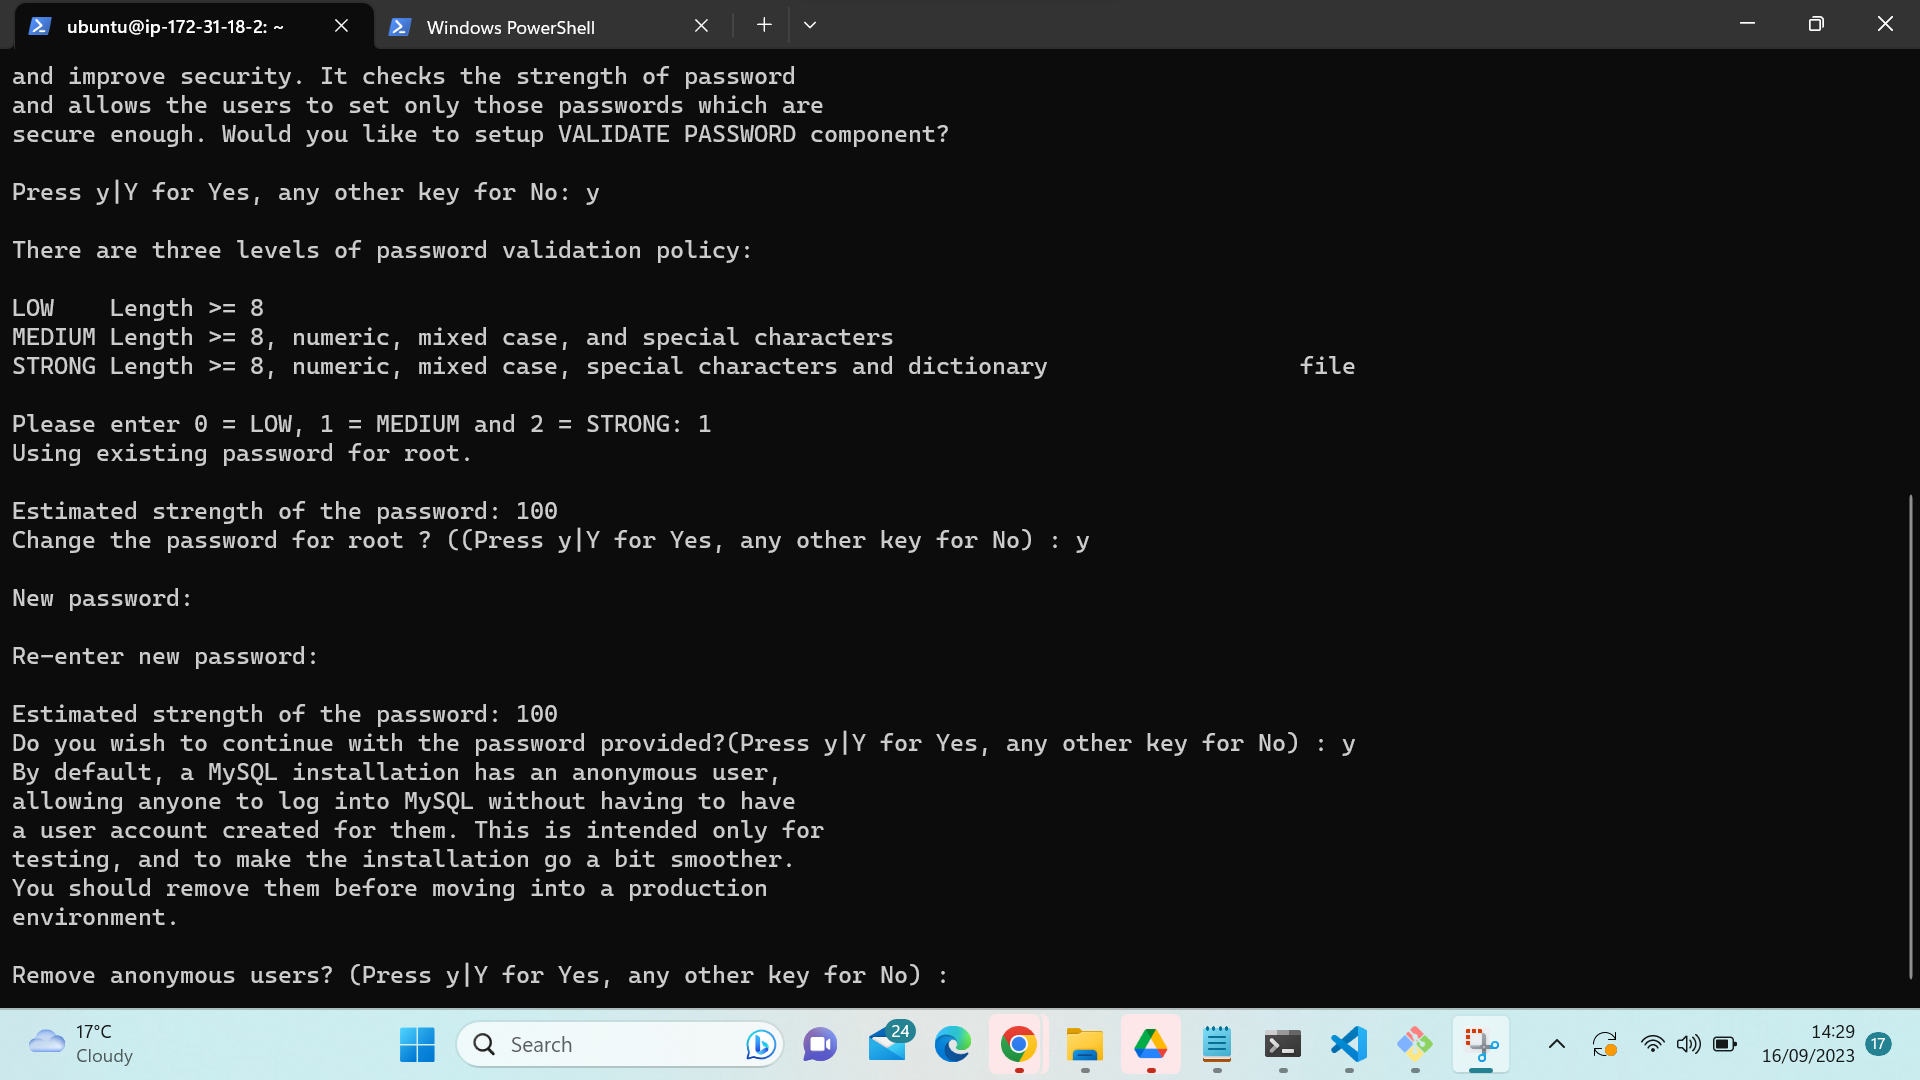 ubuntu@ip-172-31-18-2: ~
Windows PowerShell
and improve security. It checks the strength of password
and allows the users to set only those passwords which are
secure enough. Would you like to setup VALIDATE PASSWORD component?
Press y|Y for Yes, any other key for No: y
There are three levels of password validation policy:
LOW    Length >= 8
MEDIUM Length >= 8, numeric, mixed case, and special characters
STRONG Length >= 8, numeric, mixed case, special characters and dictionary                  file
Please enter 0 = LOW, 1 = MEDIUM and 2 = STRONG: 1
Using existing password for root.
Estimated strength of the password: 100
Change the password for root ? ((Press y|Y for Yes, any other key for No) : y
New password:
Re-enter new password:
Estimated strength of the password: 100
Do you wish to continue with the password provided?(Press y|Y for Yes, any other key for No) : y
By default, a MySQL installation has an anonymous user,
allowing anyone to log into MySQL without having to have
a user account created for them. This is intended only for
testing, and to make the installation go a bit smoother.
You should remove them before moving into a production
environment.
Remove anonymous users? (Press y|Y for Yes, any other key for No) :
17°C
Cloudy
Search
24
14:29
16/09/2023
17